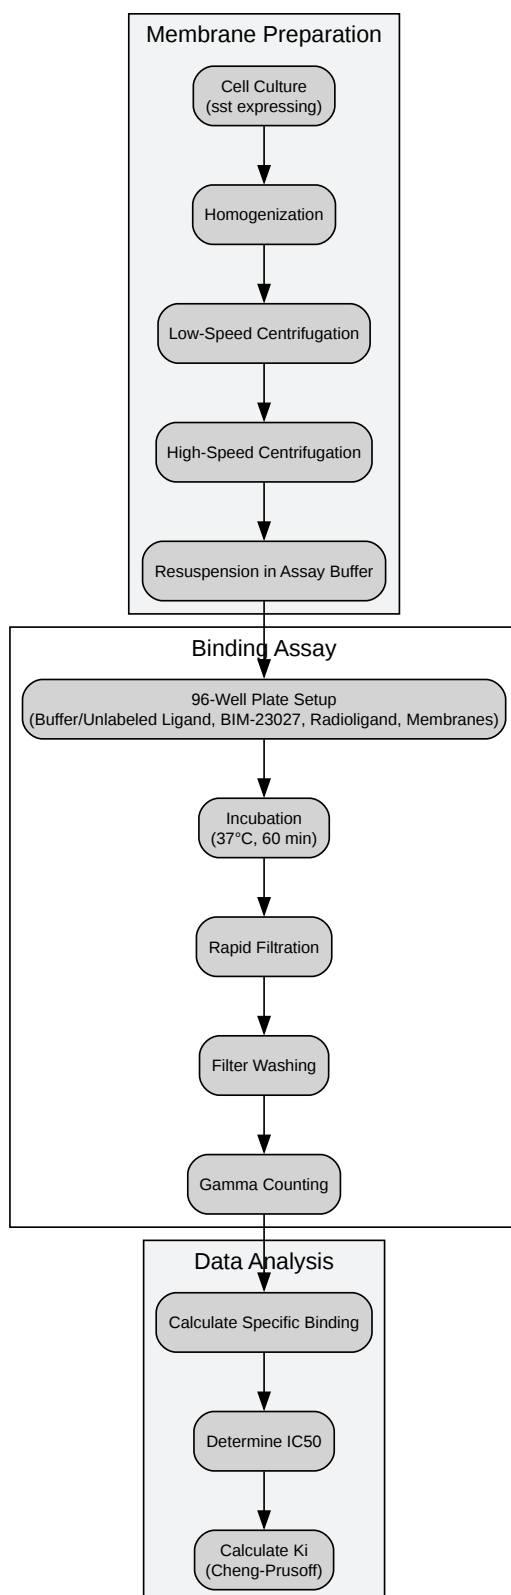 Membrane Preparation
Cell Culture
(sst expressing)
Homogenization
Low-Speed Centrifugation
High-Speed Centrifugation
Resuspension in Assay Buffer
Binding Assay
96-Well Plate Setup
(Buffer/Unlabeled Ligand, BIM-23027, Radioligand, Membranes)
Incubation
(37°C, 60 min)
Rapid Filtration
Filter Washing
Gamma Counting
Data Analysis
Calculate Specific Binding
Determine IC50
Calculate Ki
(Cheng-Prusoff)